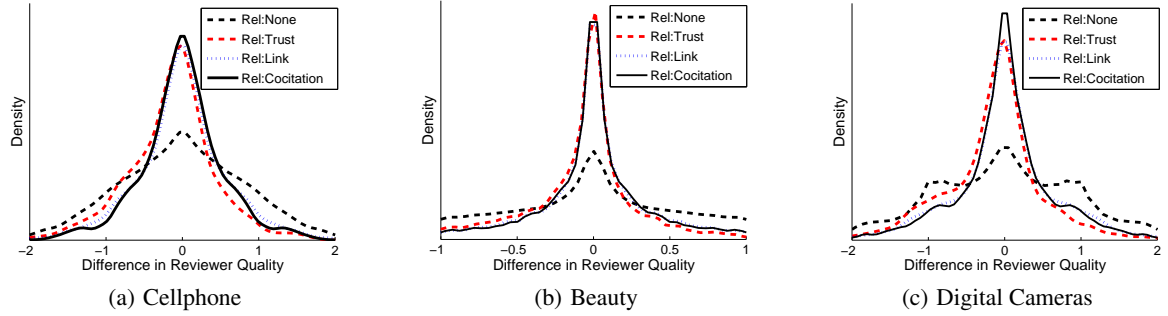 Rel:None
Rel:Trust
Rel:Link
Rel:Cocitation
Density
−2 −1 0 1 2
Difference in Reviewer Quality
(a) Cellphone
Rel:None
Rel:Trust
Rel:Link
Rel:Cocitation
Density
−1 −0.5 0 0.5 1
Difference in Reviewer Quality
(b) Beauty
Rel:None
Rel:Trust
Rel:Link
Rel:Cocitation
Density
−2 −1 0 1 2
Difference in Reviewer Quality
(c) Digital Cameras